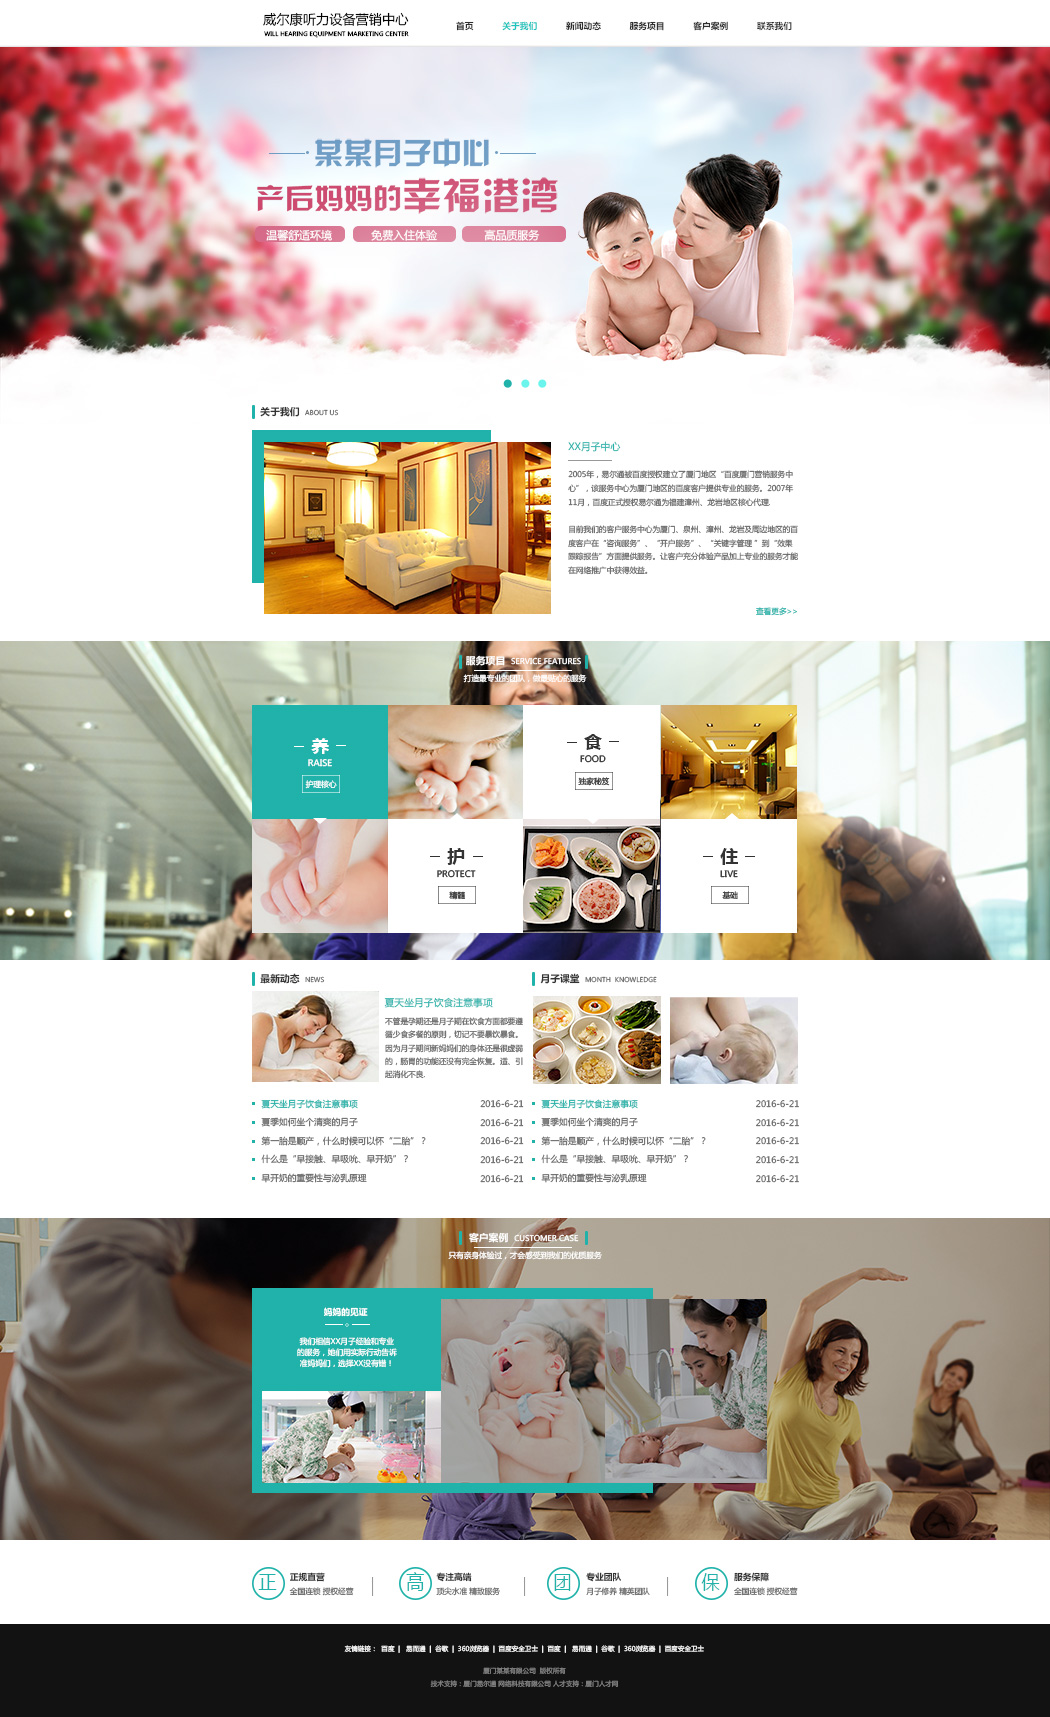 威尔康听力设备营销中心
WILL HEARING EQUIPMENT MARKETING CENTER
首页 关于我们 新闻动态 服务项目 客户案例 联系我们
某某月子中心
产后妈妈的幸福港湾
温馨舒适环境 免费入住体验 高品质服务
关于我们 ABOUT US
XX月子中心
2005年，易尔通被百度授权建立了厦门地区“百度厦门营销服务中
心”，该服务中心为厦门地区的百度客户提供专业的服务。2007年
11月，百度正式授权易尔通为福建漳州、龙岩地区核心代理.
目前我们的客户服务中心为厦门、泉州、漳州、龙岩及周边地区的百
度客户在“咨询服务”、“开户服务”、“关键字管理 ”到“效果
跟踪报告”方面提供服务。让客户充分体验产品加上专业的服务才能
在网络推广中获得效益。
查看更多>>
服务项目 SERVICE FEATURES
打造最专业的团队，做最贴心的服务
养
RAISE
护理核心
食
FOOD
独家秘笈
护
PROTECT
精髓
住
LIVE
基础
最新动态 NEWS
夏天坐月子饮食注意事项
不管是孕期还是月子期在饮食方面都要遵
循少食多餐的原则，切记不要暴饮暴食。
因为月子期间新妈妈们的身体还是很虚弱
的，肠胃的功能还没有完全恢复。适、引
起消化不良.
夏天坐月子饮食注意事项 2016-6-21
夏季如何坐个清爽的月子 2016-6-21
第一胎是顺产，什么时候可以怀“二胎”？ 2016-6-21
什么是“早接触、早吸吮、早开奶”？ 2016-6-21
早开奶的重要性与泌乳原理 2016-6-21
月子课堂 MONTH KNOWLEDGE
夏天坐月子饮食注意事项 2016-6-21
夏季如何坐个清爽的月子 2016-6-21
第一胎是顺产，什么时候可以怀“二胎”？ 2016-6-21
什么是“早接触、早吸吮、早开奶”？ 2016-6-21
早开奶的重要性与泌乳原理 2016-6-21
客户案例 CUSTOMER CASE
只有亲身体验过，才会感受到我们的优质服务
妈妈的见证
我们相信XX月子经验和专业
的服务，她们用实际行动告诉
准妈妈们，选择XX没有错！
正 正规直营
全国连锁 授权经营
高 专注高端
顶尖水准 精致服务
团 专业团队
月子修养 精英团队
保 服务保障
全国连锁 授权经营
友情链接： 百度 | 易而通 | 谷歌 | 360浏览器 | 百度安全卫士 | 百度 | 易而通 | 谷歌 | 360浏览器 | 百度安全卫士
厦门某某有限公司 版权所有
技术支持：厦门易尔通 网络科技有限公司 人才支持：厦门人才网